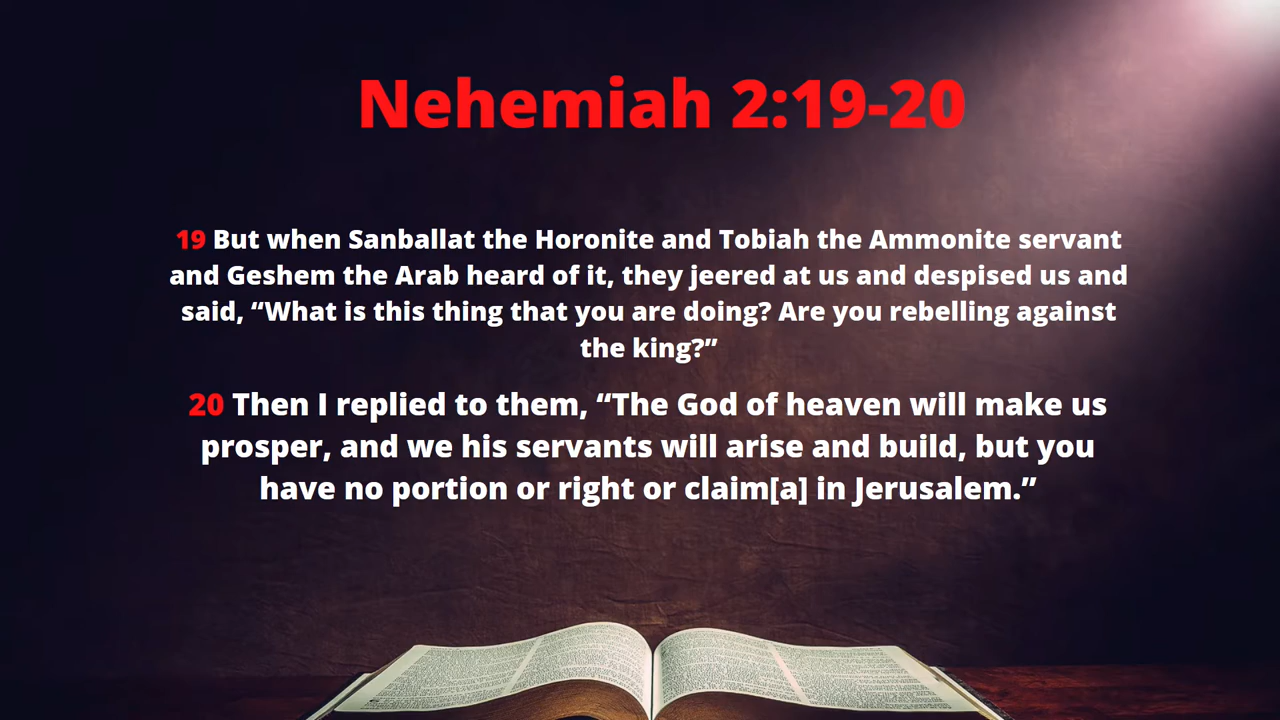 Nehemiah 2:19-20
19 But when Sanballat the Horonite and Tobiah the Ammonite servant
and Geshem the Arab heard of it, they jeered at us and despised us and
said, “What is this thing that you are doing? Are you rebelling against
the king?”
20 Then I replied to them, “The God of heaven will make us
prosper, and we his servants will arise and build, but you
have no portion or right or claim[a] in Jerusalem.”